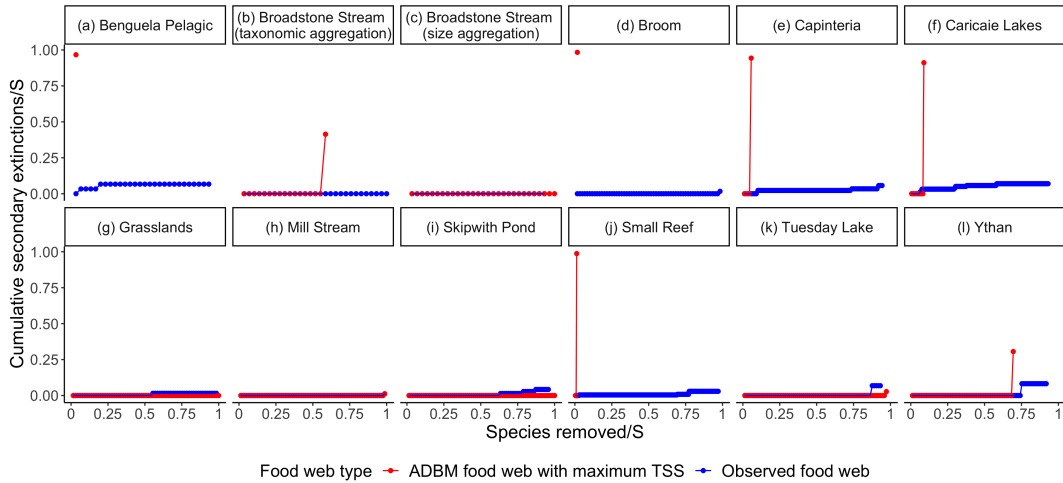 (a) Benguela Pelagic
(b) Broadstone Stream
(taxonomic aggregation)
(c) Broadstone Stream
(size aggregation)
(d) Broom
(e) Capinteria
(f) Caricaie Lakes
1.00
0.75
0.50
0.25
0.00
(g) Grasslands
(h) Mill Stream
(i) Skipwith Pond
(j) Small Reef
(k) Tuesday Lake
(l) Ythan
1.00
0.75
0.50
0.25
0.00
Cumulative secondary extinctions/S
0 0.25 0.5 0.75 1
0 0.25 0.5 0.75 1
0 0.25 0.5 0.75 1
0 0.25 0.5 0.75 1
0 0.25 0.5 0.75 1
0 0.25 0.5 0.75 1
Species removed/S
Food web type ADBM food web with maximum TSS Observed food web